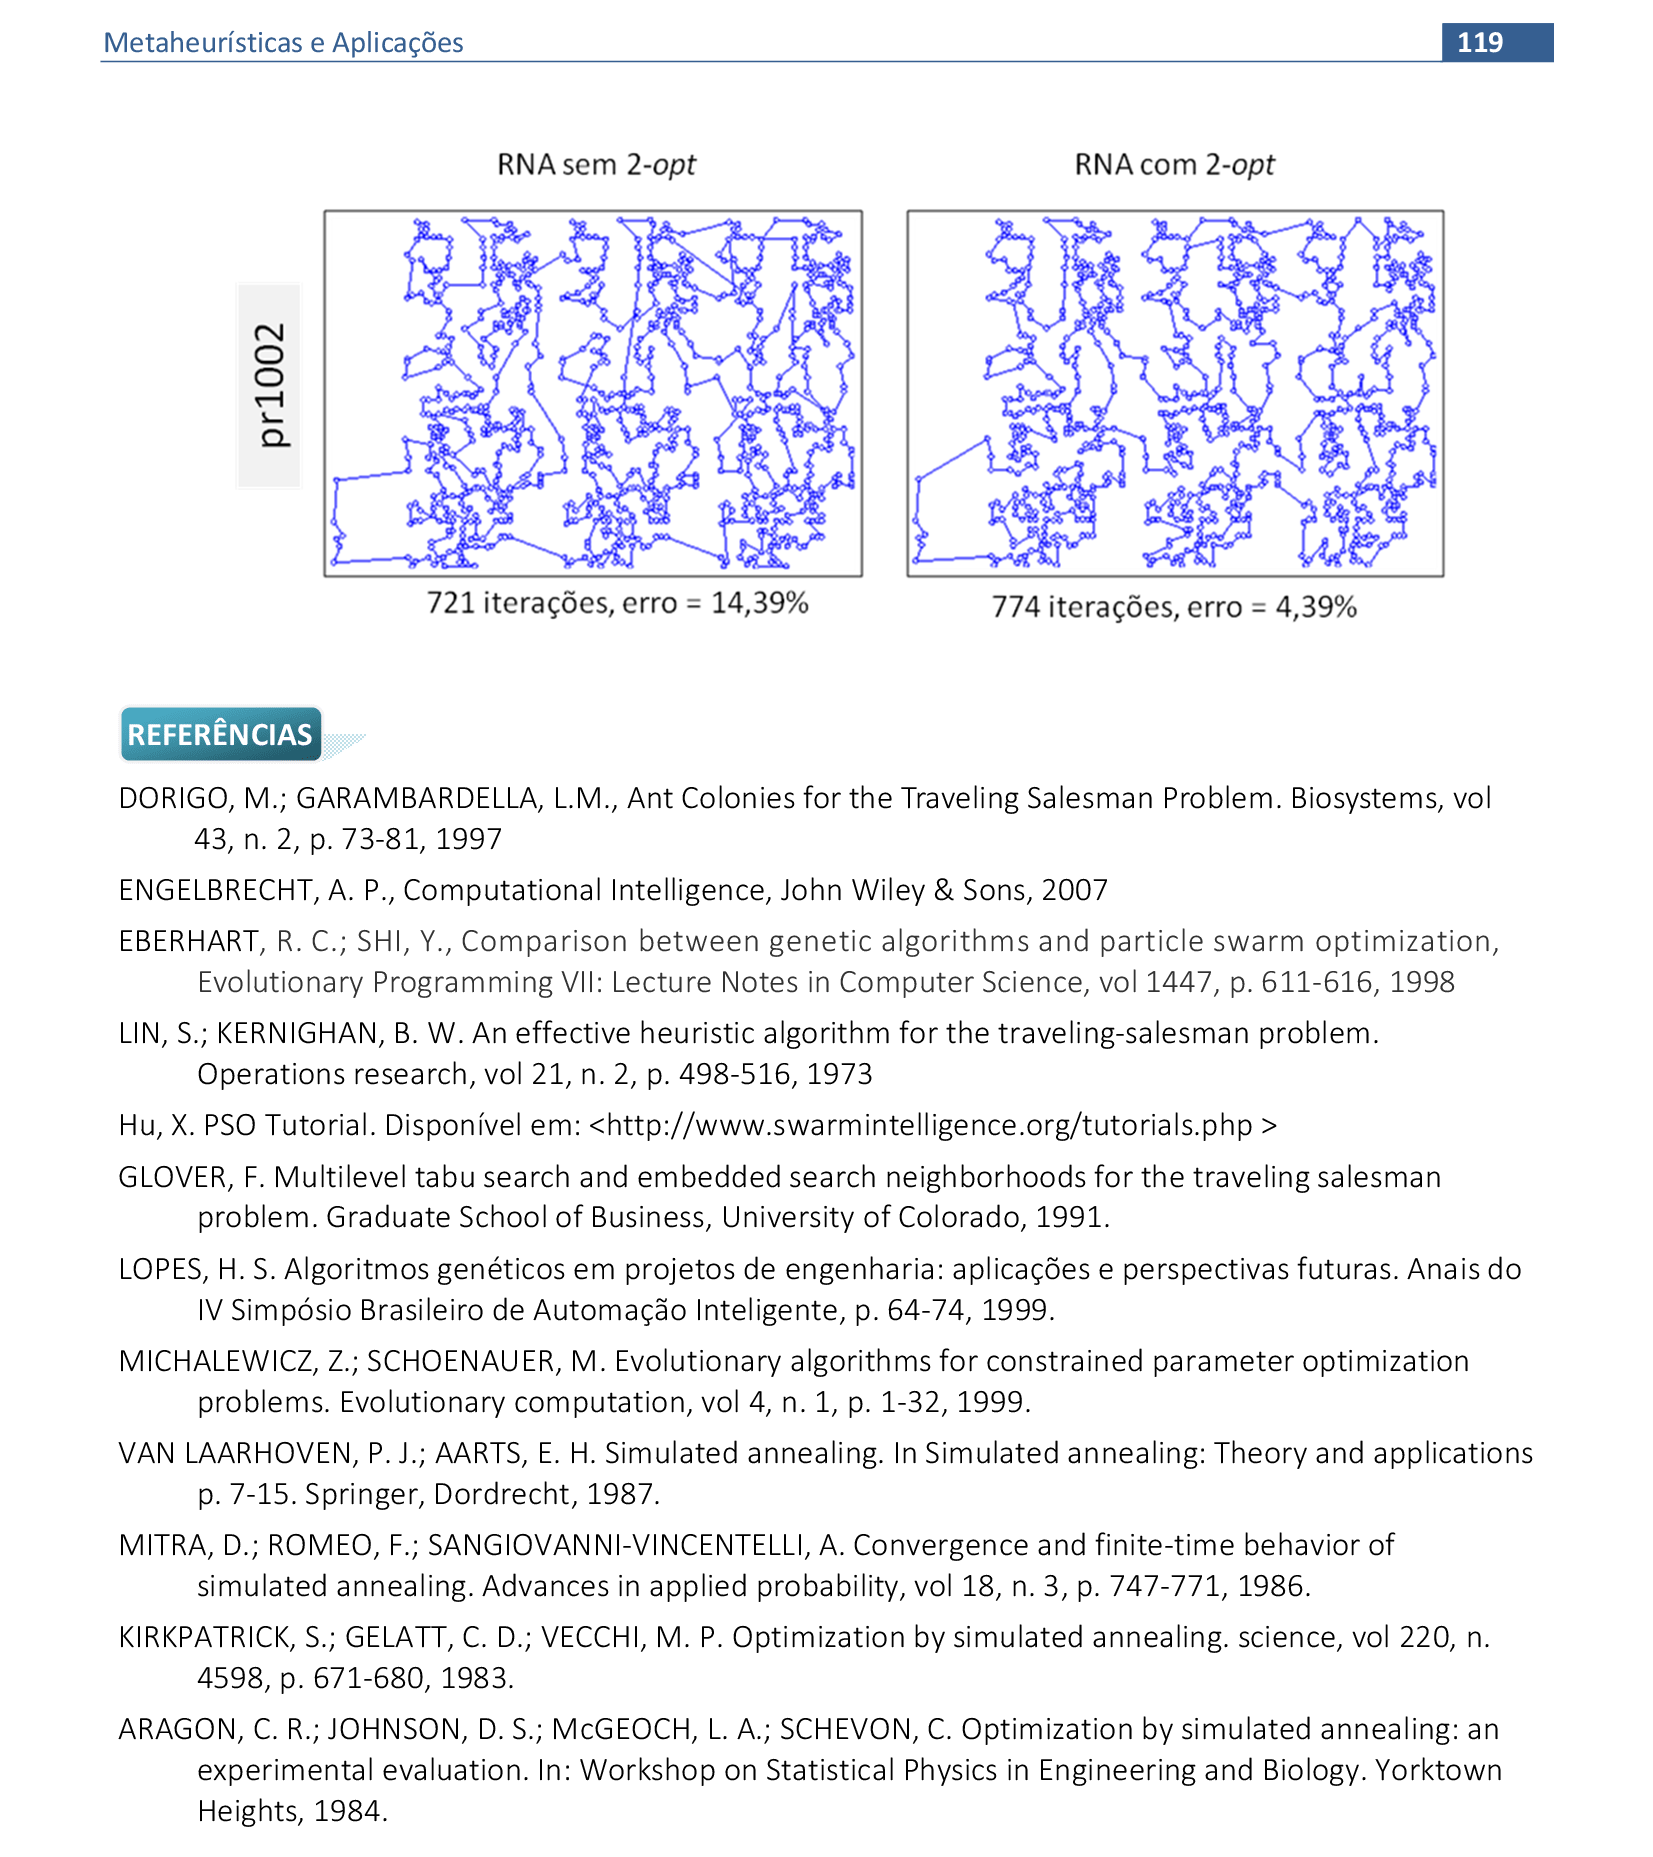 Metaheurísticas e Aplicações
119
RNA sem 2-opt
RNA com 2-opt
pr1002
721 iterações, erro = 14,39%
774 iterações, erro = 4,39%
REFERÊNCIAS
DORIGO, M.; GARAMBARDELLA, L.M., Ant Colonies for the Traveling Salesman Problem. Biosystems, vol
43, n. 2, p. 73-81, 1997
ENGELBRECHT, A. P., Computational Intelligence, John Wiley & Sons, 2007
EBERHART, R. C.; SHI, Y., Comparison between genetic algorithms and particle swarm optimization,
Evolutionary Programming VII: Lecture Notes in Computer Science, vol 1447, p. 611-616, 1998
LIN, S.; KERNIGHAN, B. W. An effective heuristic algorithm for the traveling-salesman problem.
Operations research, vol 21, n. 2, p. 498-516, 1973
Hu, X. PSO Tutorial. Disponível em: <http://www.swarmintelligence.org/tutorials.php >
GLOVER, F. Multilevel tabu search and embedded search neighborhoods for the traveling salesman
problem. Graduate School of Business, University of Colorado, 1991.
LOPES, H. S. Algoritmos genéticos em projetos de engenharia: aplicações e perspectivas futuras. Anais do
IV Simpósio Brasileiro de Automação Inteligente, p. 64-74, 1999.
MICHALEWICZ, Z.; SCHOENAUER, M. Evolutionary algorithms for constrained parameter optimization
problems. Evolutionary computation, vol 4, n. 1, p. 1-32, 1999.
VAN LAARHOVEN, P. J.; AARTS, E. H. Simulated annealing. In Simulated annealing: Theory and applications
p. 7-15. Springer, Dordrecht, 1987.
MITRA, D.; ROMEO, F.; SANGIOVANNI-VINCENTELLI, A. Convergence and finite-time behavior of
simulated annealing. Advances in applied probability, vol 18, n. 3, p. 747-771, 1986.
KIRKPATRICK, S.; GELATT, C. D.; VECCHI, M. P. Optimization by simulated annealing. science, vol 220, n.
4598, p. 671-680, 1983.
ARAGON, C. R.; JOHNSON, D. S.; McGEOCH, L. A.; SCHEVON, C. Optimization by simulated annealing: an
experimental evaluation. In: Workshop on Statistical Physics in Engineering and Biology. Yorktown
Heights, 1984.